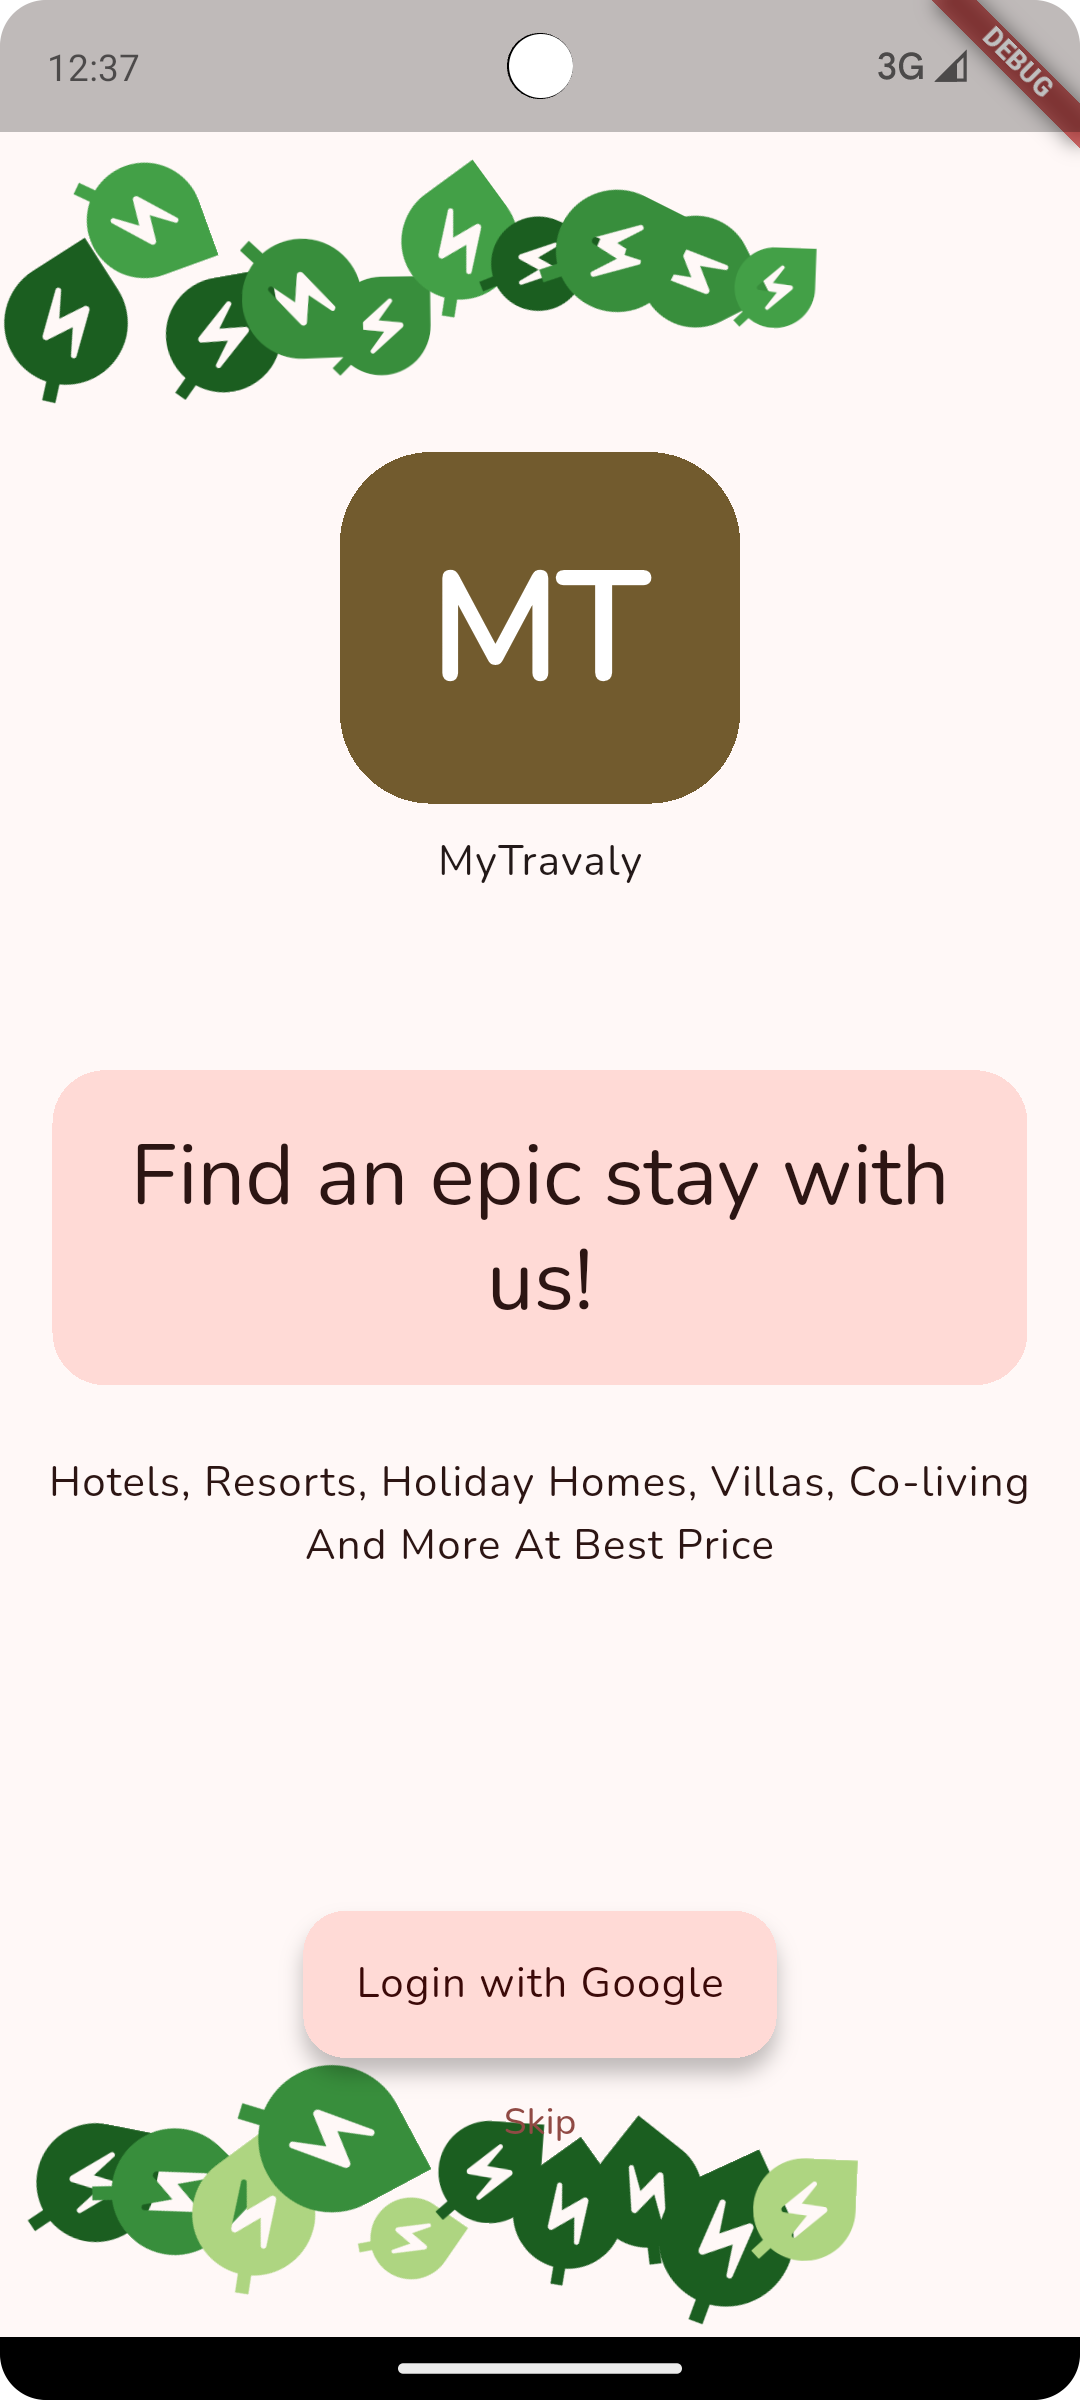 12:37
3G
DEBUG
MT
MyTravaly
Find an epic stay with
us!
Hotels, Resorts, Holiday Homes, Villas, Co-living
And More At Best Price
Login with Google
Skip